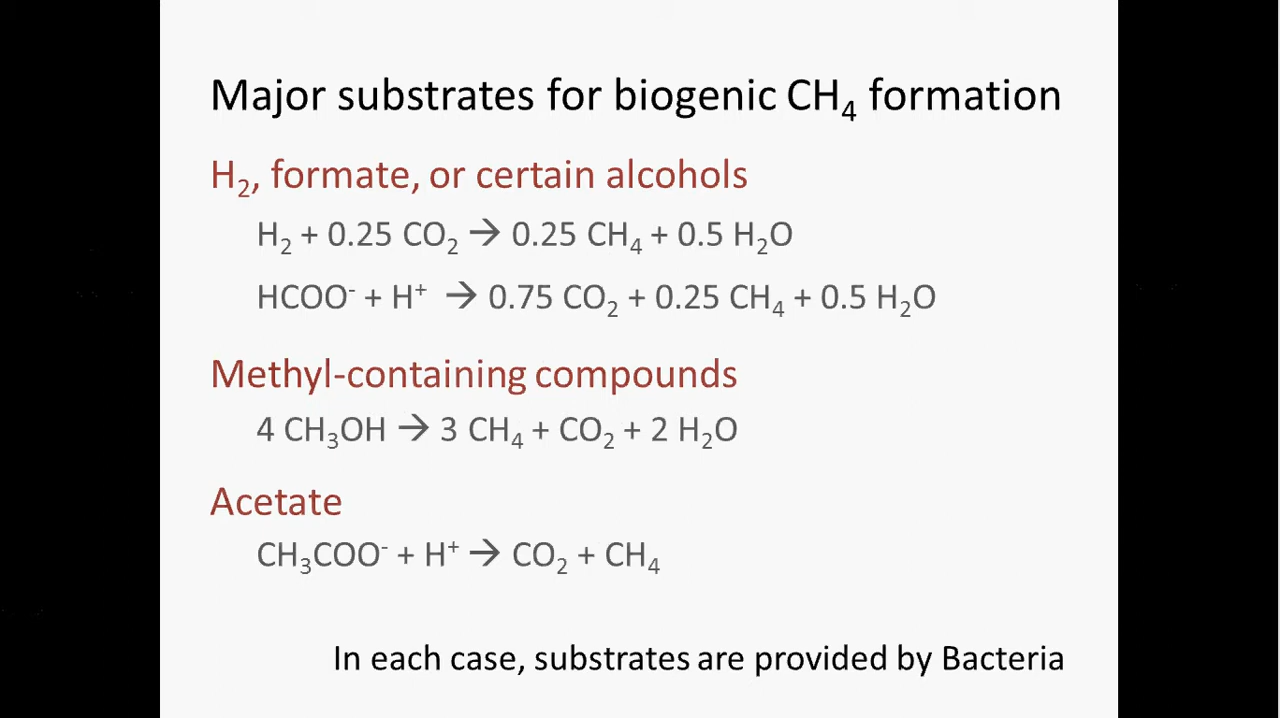 Major substrates for biogenic CH₄ formation
H₂, formate, or certain alcohols
H₂ + 0.25 CO₂ → 0.25 CH₄ + 0.5 H₂O
HCOO⁻ + H⁺ → 0.75 CO₂ + 0.25 CH₄ + 0.5 H₂O
Methyl-containing compounds
4 CH₃OH → 3 CH₄ + CO₂ + 2 H₂O
Acetate
CH₃COO⁻ + H⁺ → CO₂ + CH₄
In each case, substrates are provided by Bacteria